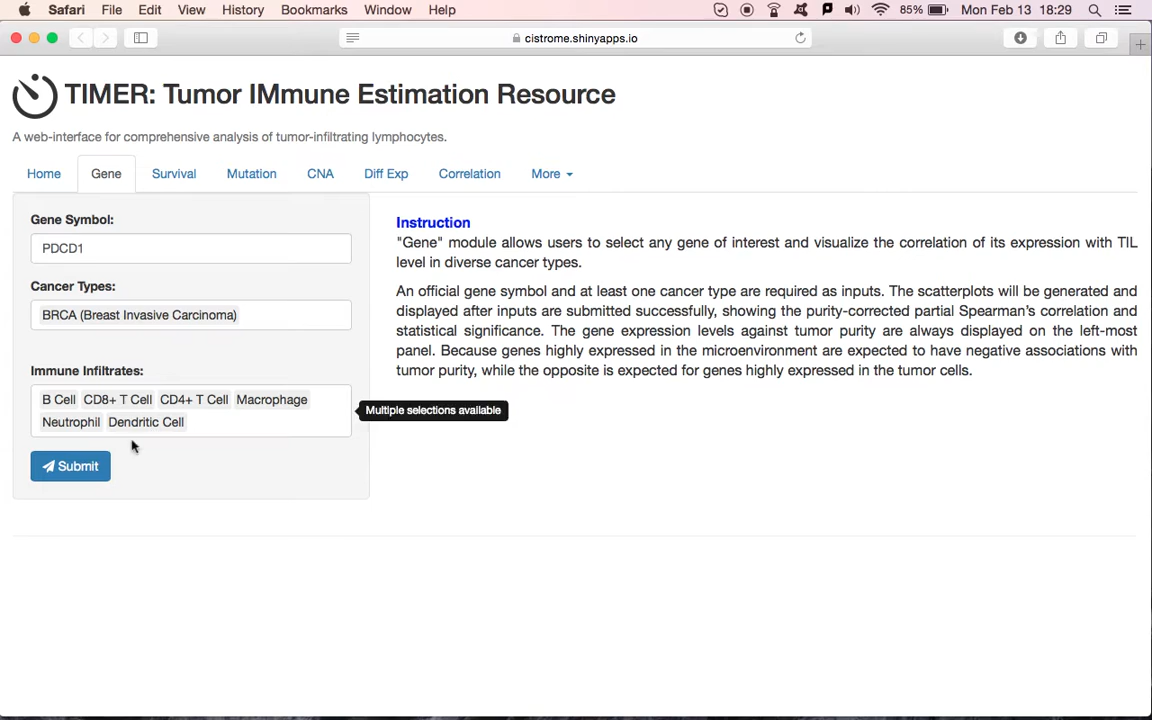 Safari File Edit View History Bookmarks Window Help 85% Mon Feb 13 18:29
cistrome.shinyapps.io
TIMER: Tumor IMmune Estimation Resource
A web-interface for comprehensive analysis of tumor-infiltrating lymphocytes.
Home Gene Survival Mutation CNA Diff Exp Correlation More
Gene Symbol:
PDCD1
Cancer Types:
BRCA (Breast Invasive Carcinoma)
Immune Infiltrates:
B Cell CD8+ T Cell CD4+ T Cell Macrophage
Neutrophil Dendritic Cell
Multiple selections available
Submit
Instruction
"Gene" module allows users to select any gene of interest and visualize the correlation of its expression with TIL
level in diverse cancer types.
An official gene symbol and at least one cancer type are required as inputs. The scatterplots will be generated and
displayed after inputs are submitted successfully, showing the purity-corrected partial Spearman's correlation and
statistical significance. The gene expression levels against tumor purity are always displayed on the left-most
panel. Because genes highly expressed in the microenvironment are expected to have negative associations with
tumor purity, while the opposite is expected for genes highly expressed in the tumor cells.